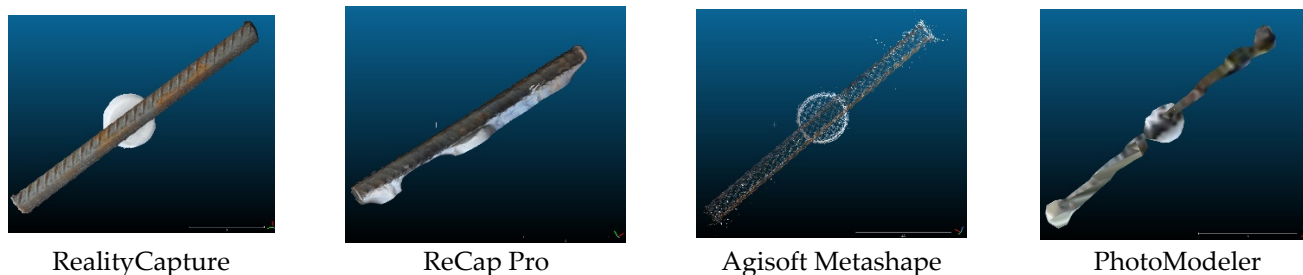 RealityCapture
ReCap Pro
Agisoft Metashape
PhotoModeler